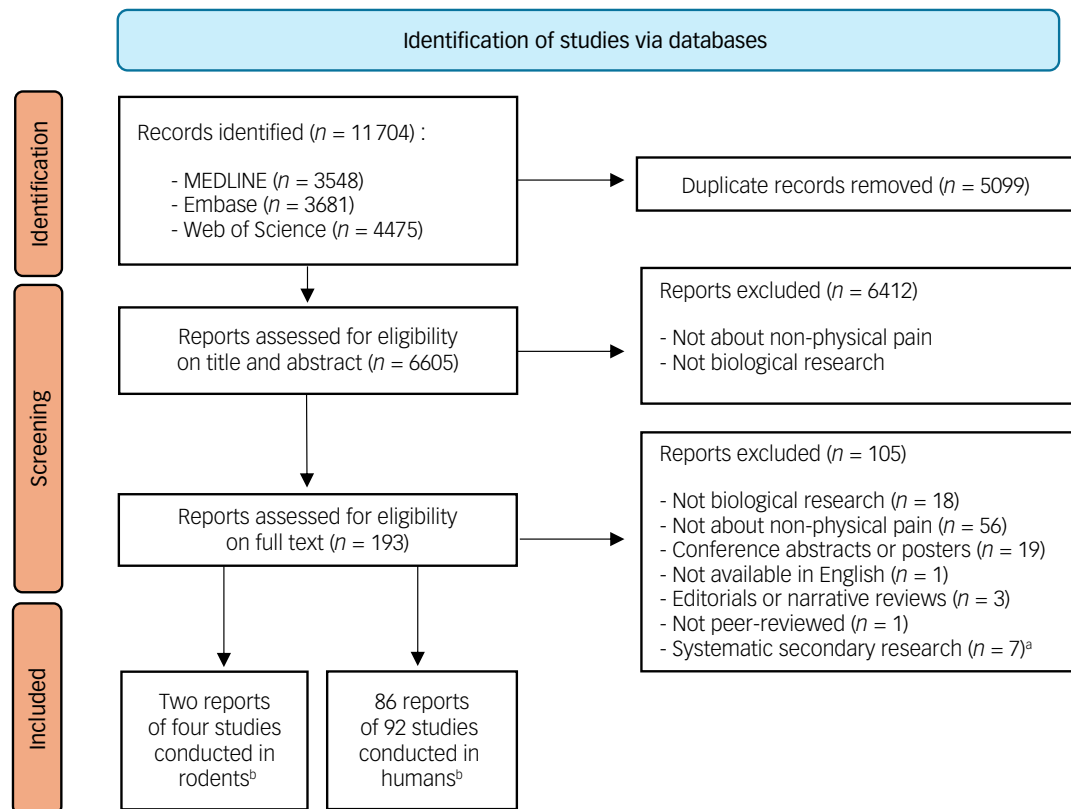 Identification of studies via databases
Identification
Records identified (n = 11 704) :
- MEDLINE (n = 3548)
- Embase (n = 3681)
- Web of Science (n = 4475)
Duplicate records removed (n = 5099)
Screening
Reports assessed for eligibility
on title and abstract (n = 6605)
Reports excluded (n = 6412)
- Not about non-physical pain
- Not biological research
Reports assessed for eligibility
on full text (n = 193)
Reports excluded (n = 105)
- Not biological research (n = 18)
- Not about non-physical pain (n = 56)
- Conference abstracts or posters (n = 19)
- Not available in English (n = 1)
- Editorials or narrative reviews (n = 3)
- Not peer-reviewed (n = 1)
- Systematic secondary research (n = 7)ᵃ
Included
Two reports
of four studies
conducted in
rodentsᵇ
86 reports
of 92 studies
conducted in
humansᵇ